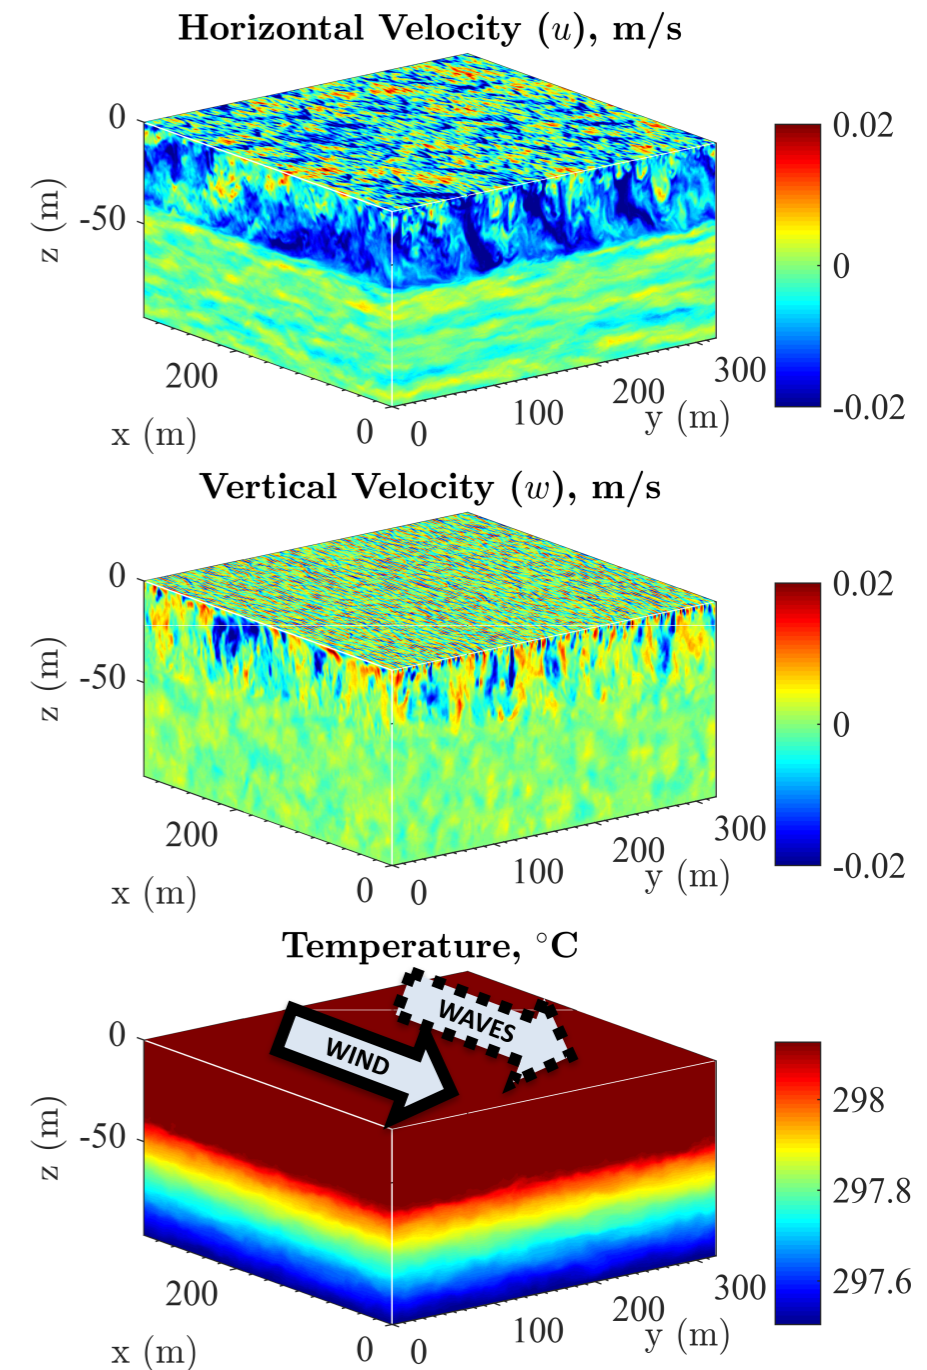 Horizontal Velocity (u), m/s
0
-50
z (m)
200
x (m)
0
0
100
200
300
y (m)
0.02
0
-0.02
Vertical Velocity (w), m/s
0
-50
z (m)
200
x (m)
0
0
100
200
300
y (m)
0.02
0
-0.02
Temperature, °C
WAVES
WIND
0
-50
z (m)
200
x (m)
0
0
100
200
300
y (m)
298
297.8
297.6